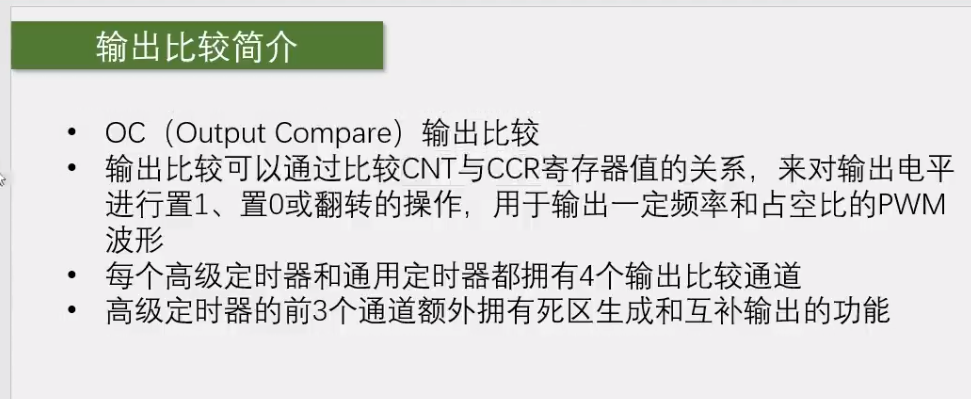 输出比较简介
• OC（Output Compare）输出比较
• 输出比较可以通过比较CNT与CCR寄存器值的关系，来对输出电平
进行置1、置0或翻转的操作，用于输出一定频率和占空比的PWM
波形
• 每个高级定时器和通用定时器都拥有4个输出比较通道
• 高级定时器的前3个通道额外拥有死区生成和互补输出的功能